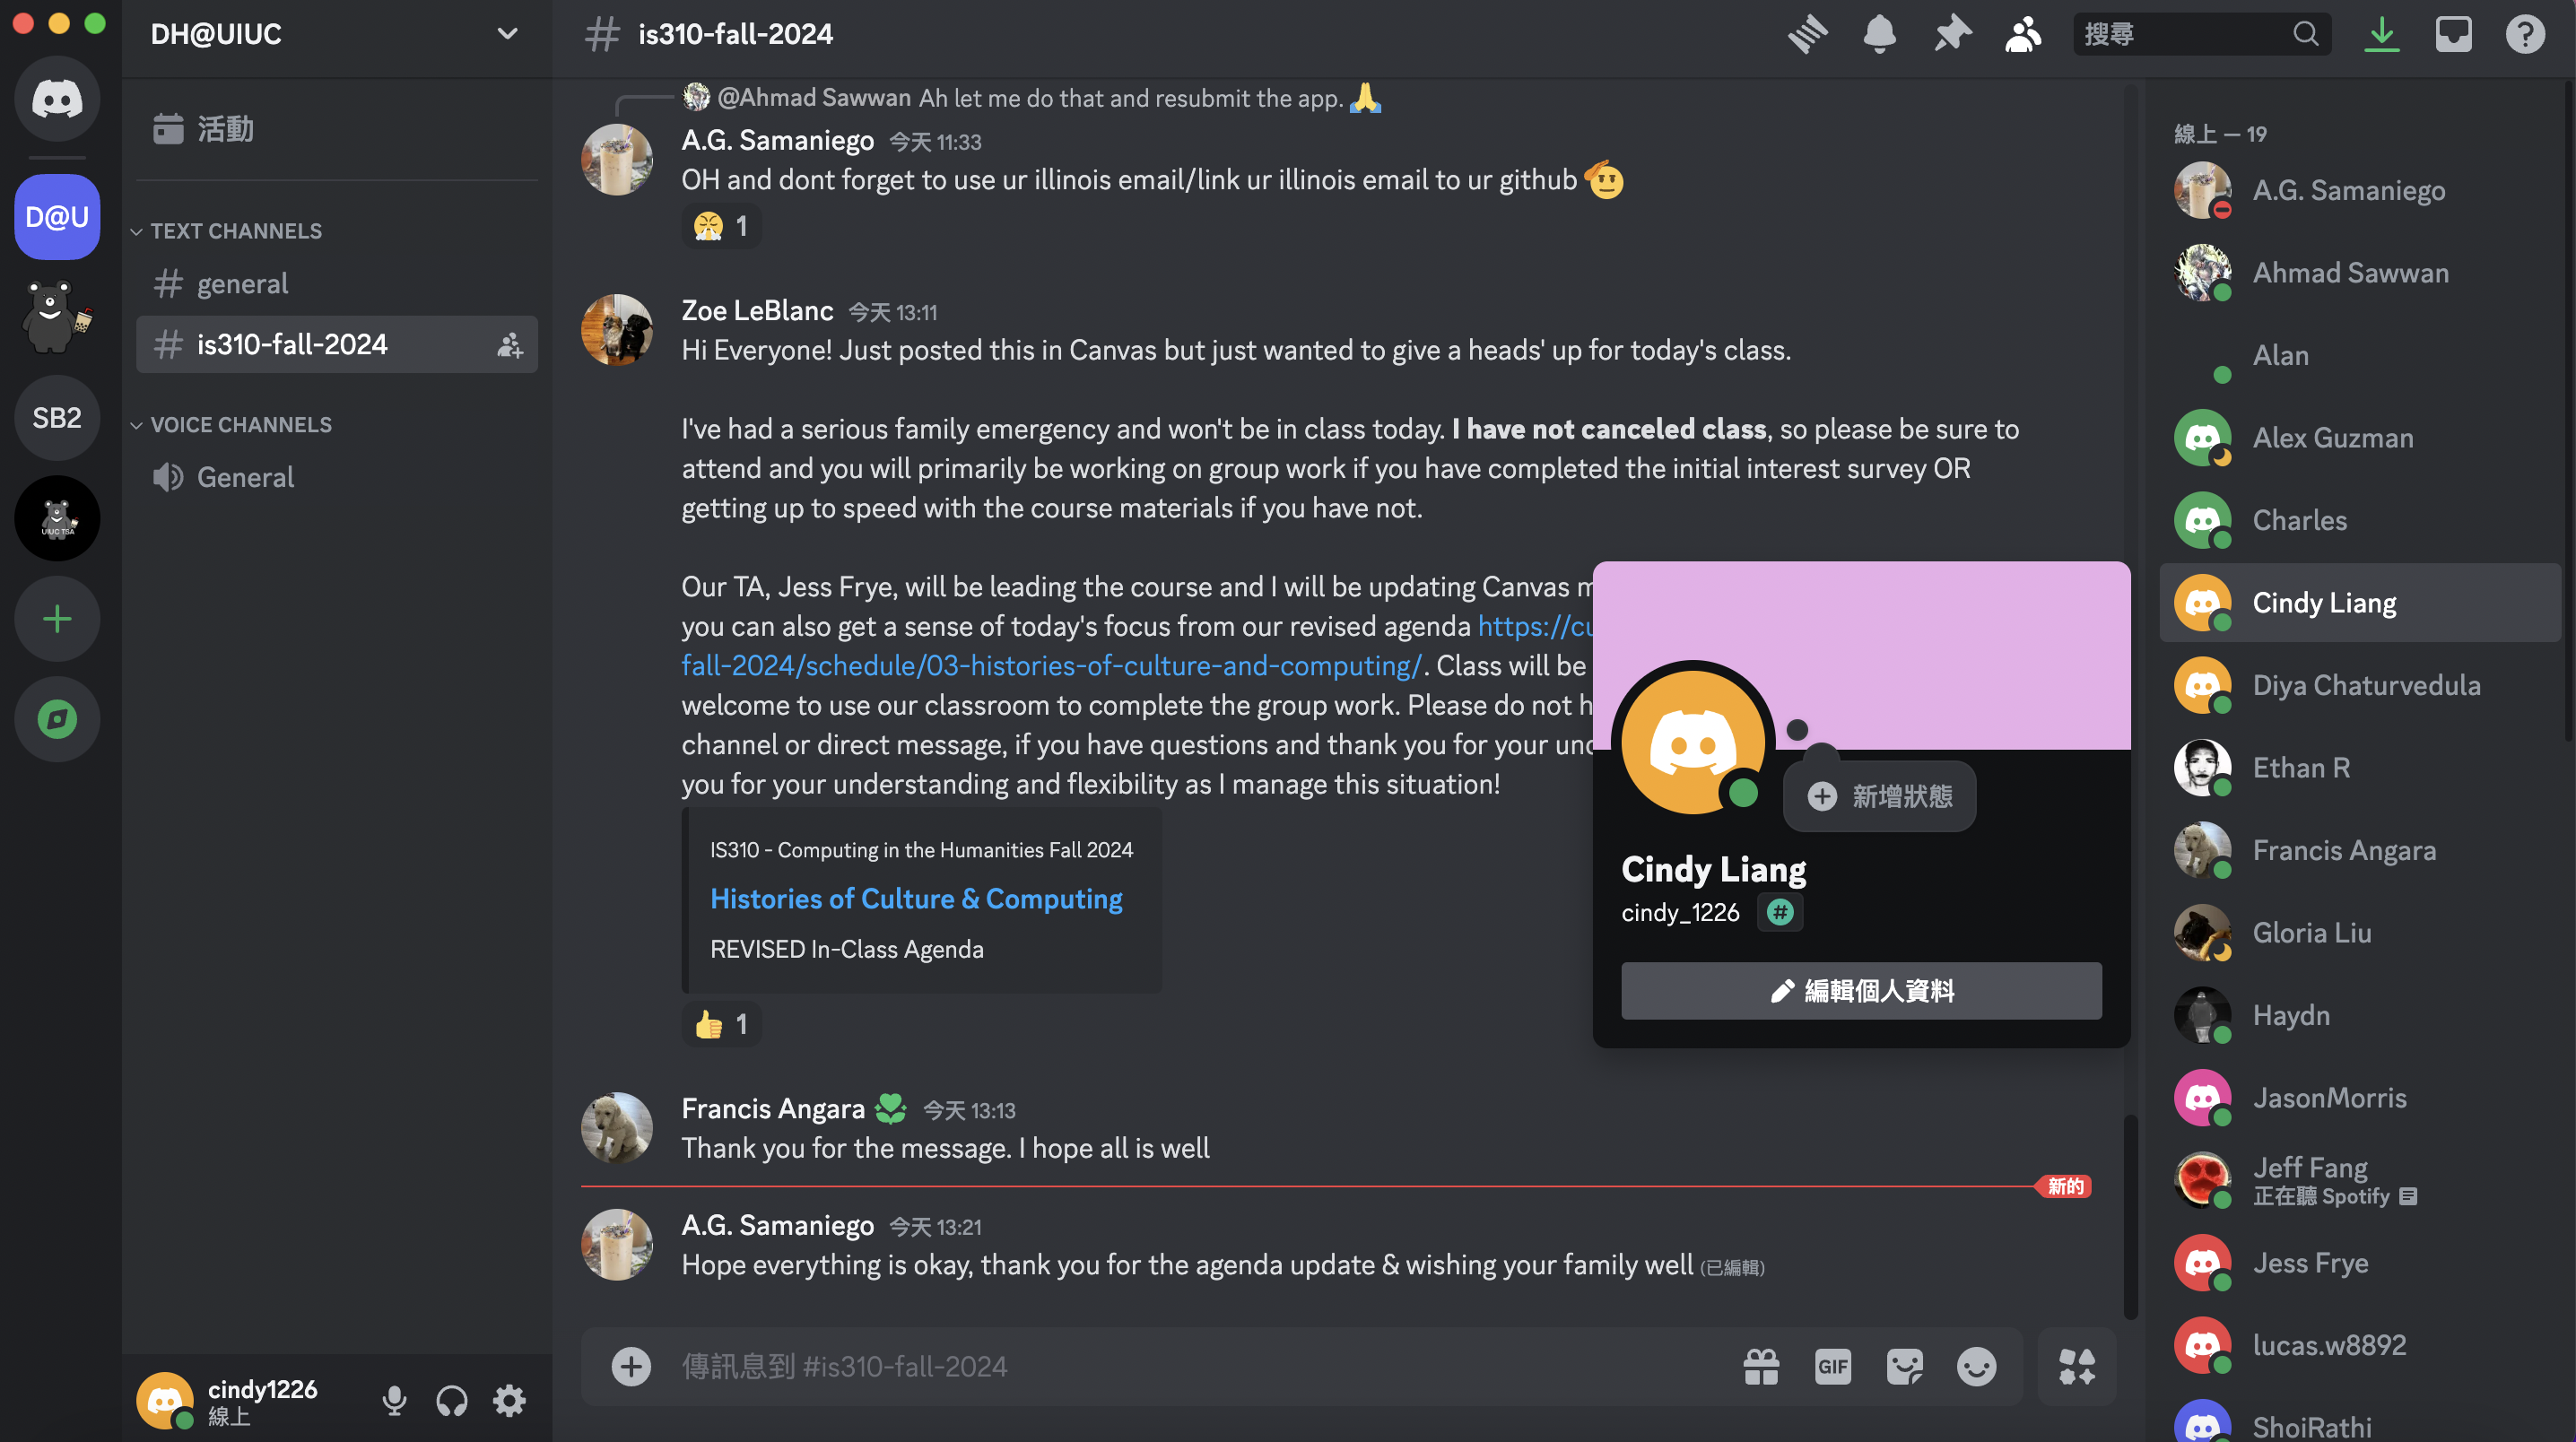 DH@UIUC
D@U
SB2
UIUC TSA
活動
TEXT CHANNELS
general
is310-fall-2024
VOICE CHANNELS
General
cindy1226
線上
is310-fall-2024
搜尋
@Ahmad Sawwan Ah let me do that and resubmit the app.
A.G. Samaniego 今天 11:33
OH and dont forget to use ur illinois email/link ur illinois email to ur github
1
Zoe LeBlanc 今天 13:11
Hi Everyone! Just posted this in Canvas but just wanted to give a heads' up for today's class.
I've had a serious family emergency and won't be in class today. I have not canceled class, so please be sure to
attend and you will primarily be working on group work if you have completed the initial interest survey OR
getting up to speed with the course materials if you have not.
Our TA, Jess Frye, will be leading the course and I will be updating Canvas
you can also get a sense of today's focus from our revised agenda https://cu
fall-2024/schedule/03-histories-of-culture-and-computing/. Class will be
welcome to use our classroom to complete the group work. Please do not h
channel or direct message, if you have questions and thank you for your
you for your understanding and flexibility as I manage this situation!
IS310 - Computing in the Humanities Fall 2024
Histories of Culture & Computing
REVISED In-Class Agenda
1
Francis Angara 今天 13:13
Thank you for the message. I hope all is well
新的
A.G. Samaniego 今天 13:21
Hope everything is okay, thank you for the agenda update & wishing your family well (已編輯)
傳訊息到 #is310-fall-2024
GIF
新增狀態
Cindy Liang
cindy_1226 #
編輯個人資料
線上 — 19
A.G. Samaniego
Ahmad Sawwan
Alan
Alex Guzman
Charles
Cindy Liang
Diya Chaturvedula
Ethan R
Francis Angara
Gloria Liu
Haydn
JasonMorris
Jeff Fang
正在聽 Spotify
Jess Frye
lucas.w8892
ShoiRathi